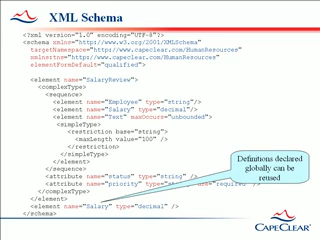 XML Schema
<?xml version="1.0" encoding="UTF-8"?>
<schema xmlns="http://www.w3.org/2001/XMLSchema"
targetNamespace="http://www.capeclear.com/HumanResources"
xmlns:tns="http://www.capeclear.com/HumanResources"
elementFormDefault="qualified">
<element name="SalaryReview">
<complexType>
<sequence>
<element name="Employee" type="string"/>
<element name="Salary" type="decimal"/>
<element name="Text" maxOccurs="unbounded">
<simpleType>
<restriction base="string">
<maxLength value="100" />
</restriction>
</simpleType>
</element>
</sequence>
<attribute name="status" type="string" />
<attribute name="priority" type="string" "required" />
</complexType>
</element>
<element name="Salary" type="decimal" />
</schema>
Definitions declared
globally can be
reused
CAPECLEAR